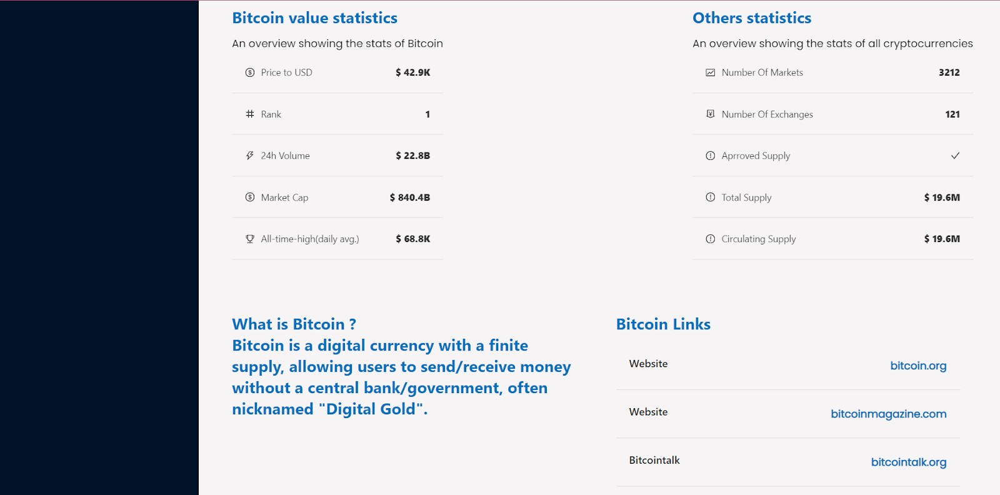 Bitcoin value statistics
An overview showing the stats of Bitcoin
Price to USD $ 42.9K
Rank 1
24h Volume $ 22.8B
Market Cap $ 840.4B
All-time-high(daily avg.) $ 68.8K
Others statistics
An overview showing the stats of all cryptocurrencies
Number Of Markets 3212
Number Of Exchanges 121
Aprroved Supply ✓
Total Supply $ 19.6M
Circulating Supply $ 19.6M
What is Bitcoin ?
Bitcoin is a digital currency with a finite
supply, allowing users to send/receive money
without a central bank/government, often
nicknamed "Digital Gold".
Bitcoin Links
Website bitcoin.org
Website bitcoinmagazine.com
Bitcointalk bitcointalk.org